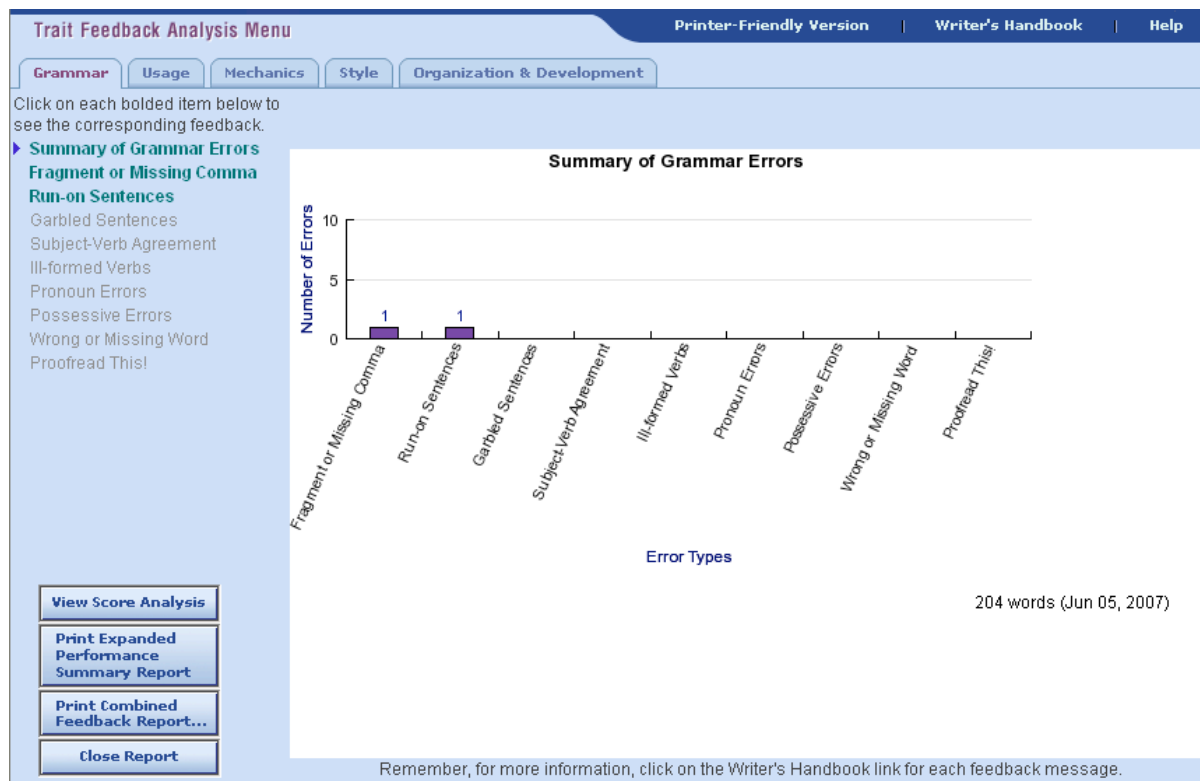 Trait Feedback Analysis Menu
Printer-Friendly Version | Writer's Handbook | Help
Grammar Usage Mechanics Style Organization & Development
Click on each bolded item below to
see the corresponding feedback.
Summary of Grammar Errors
Fragment or Missing Comma
Run-on Sentences
Garbled Sentences
Subject-Verb Agreement
Ill-formed Verbs
Pronoun Errors
Possessive Errors
Wrong or Missing Word
Proofread This!
Summary of Grammar Errors
Number of Errors
10
5
0
1 1
Fragment or Missing Comma
Run-on Sentences
Garbled Sentences
Subject-Verb Agreement
Ill-formed Verbs
Pronoun Errors
Possessive Errors
Wrong or Missing Word
Proofread This!
Error Types
204 words (Jun 05, 2007)
View Score Analysis
Print Expanded
Performance
Summary Report
Print Combined
Feedback Report...
Close Report
Remember, for more information, click on the Writer's Handbook link for each feedback message.